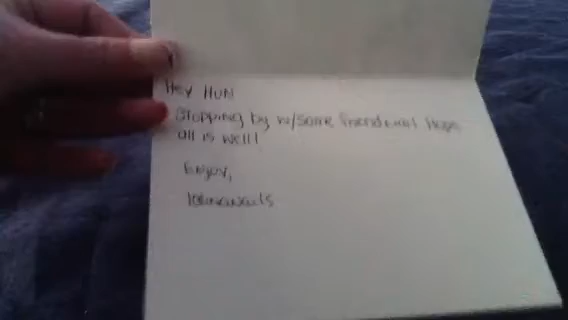 Hey Hun
Stopping by w/some friendmail Hope
all is well!
Enjoy,